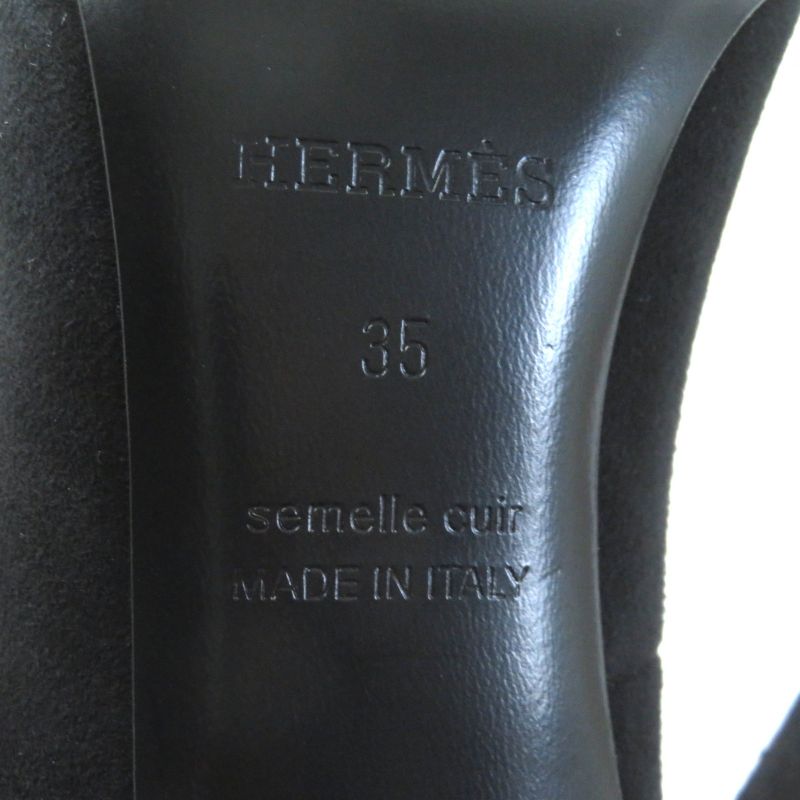 HERMÈS
35
semelle cuir
MADE IN ITALY